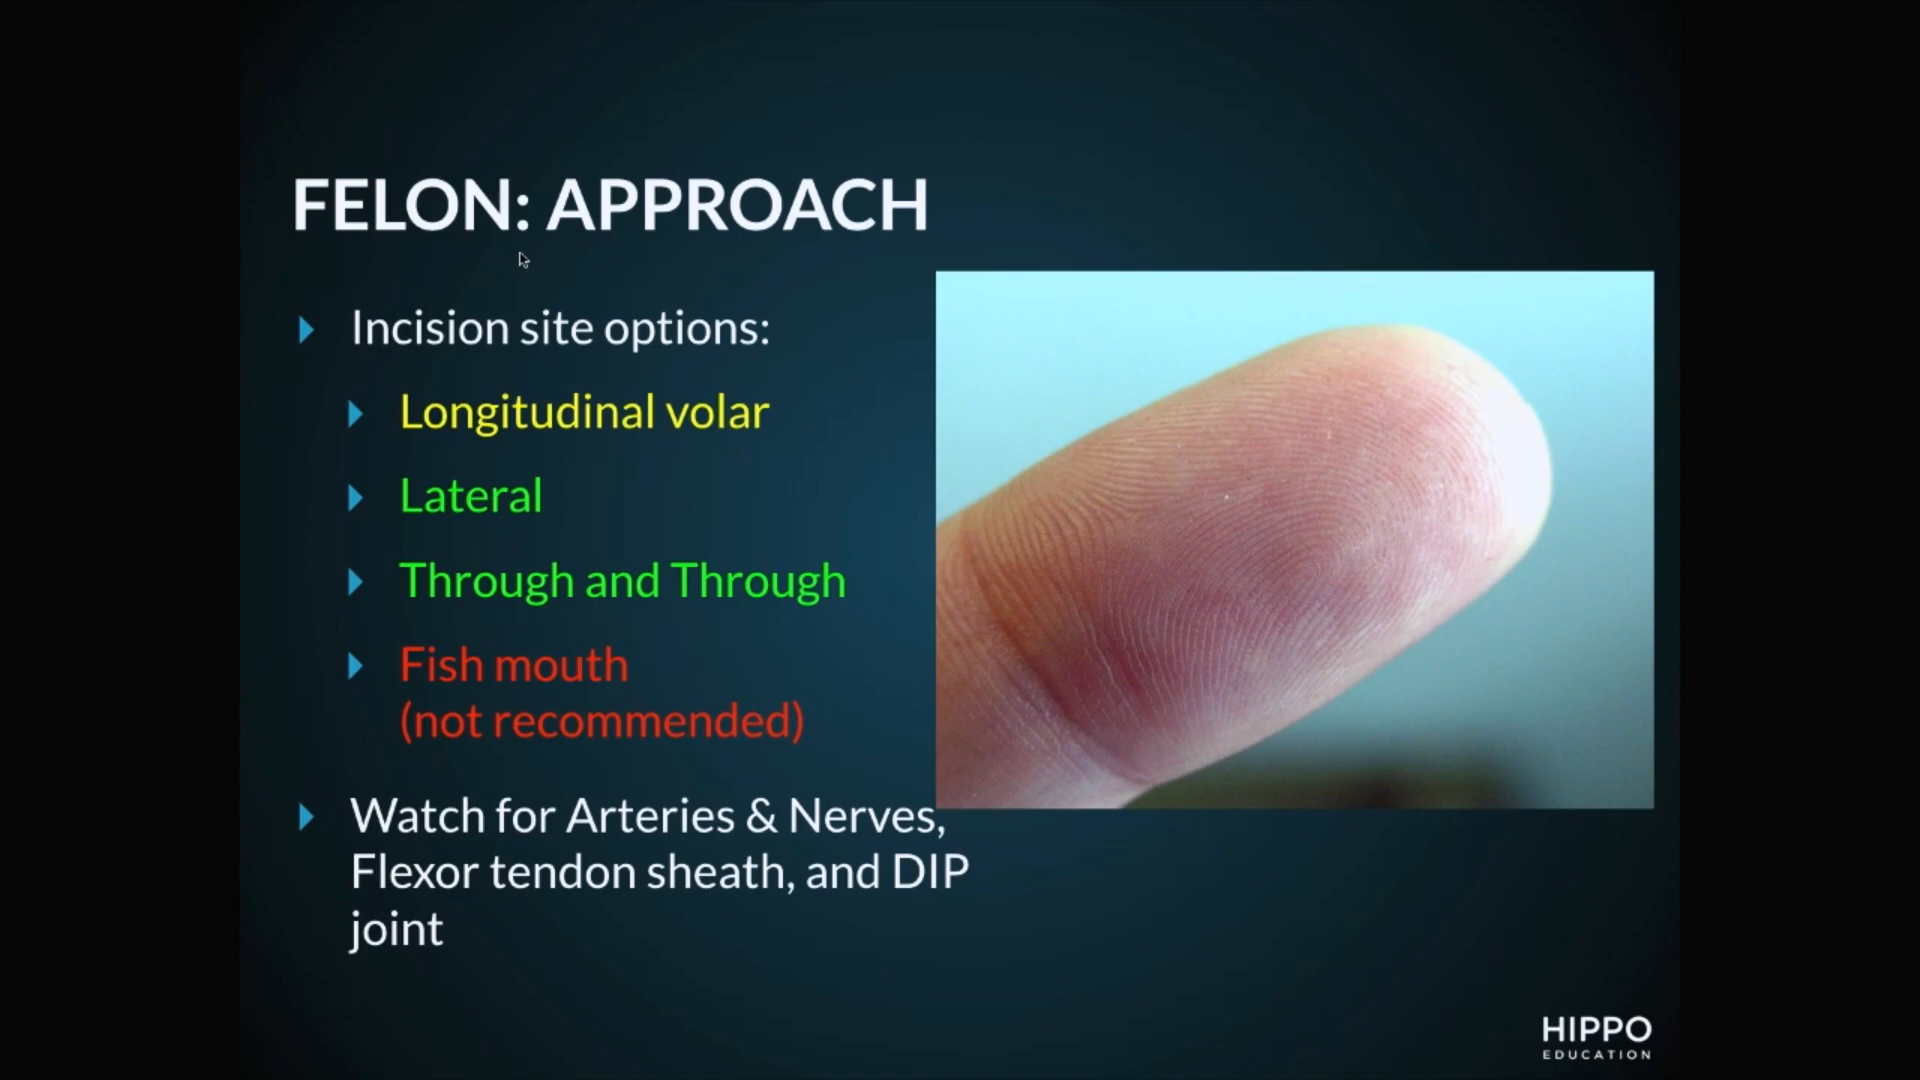 FELON: APPROACH
Incision site options:
Longitudinal volar
Lateral
Through and Through
Fish mouth
(not recommended)
Watch for Arteries & Nerves,
Flexor tendon sheath, and DIP
joint
HIPPO
EDUCATION